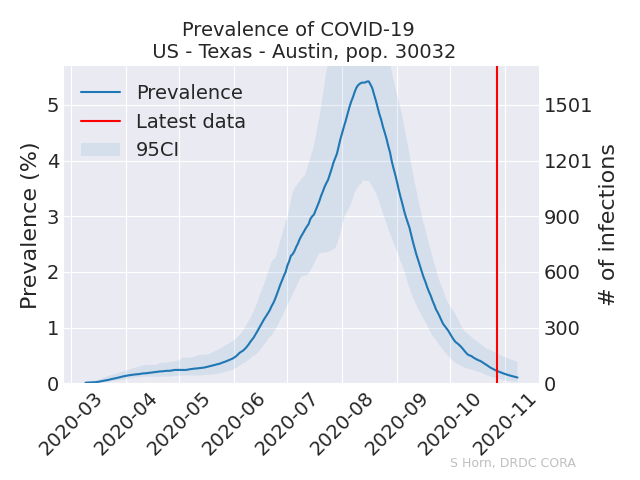 Prevalence of COVID-19
US - Texas - Austin, pop. 30032
Prevalence
Latest data
95CI
Prevalence (%)
5
4
3
2
1
0
1501
1201
900
600
300
0
# of infections
2020-03
2020-04
2020-05
2020-06
2020-07
2020-08
2020-09
2020-10
2020-11
S Horn, DRDC CORA